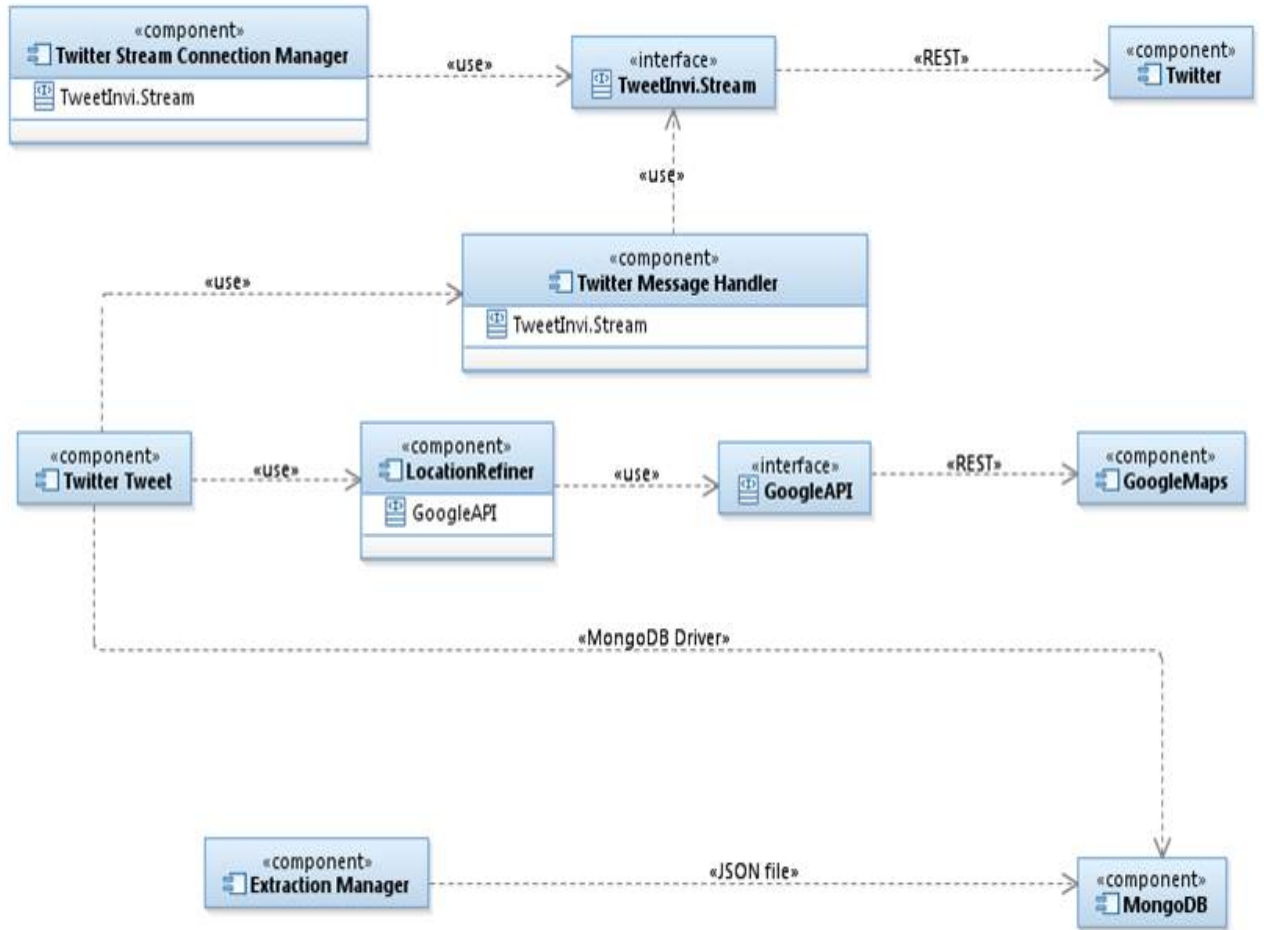 «component»
Twitter Stream Connection Manager
TweetInvi.Stream
«use»
«interface»
TweetInvi.Stream
«REST»
«component»
Twitter
«use»
«component»
Twitter Message Handler
TweetInvi.Stream
«use»
«component»
Twitter Tweet
«use»
«component»
LocationRefiner
GoogleAPI
«use»
«interface»
GoogleAPI
«REST»
«component»
GoogleMaps
«MongoDB Driver»
«component»
Extraction Manager
«JSON file»
«component»
MongoDB